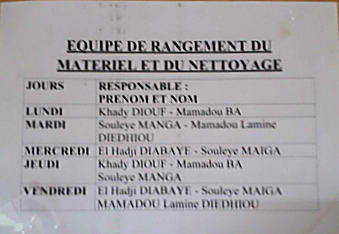 EQUIPE DE RANGEMENT DU
MATERIEL ET DU NETTOYAGE
JOURS RESPONSABLE :
PRENOM ET NOM
LUNDI Khady DIOUF - Mamadou BA
MARDI Souleye MANGA - Mamadou Lamine
DIEDHIOU
MERCREDI El Hadji DIABAYE - Souleye MAIGA
JEUDI Khady DIOUF - Mamadou BA
Souleye MANGA
VENDREDI El Hadji DIABAYE - Souleye MAIGA
MAMADOU Lamine DIEDHIOU